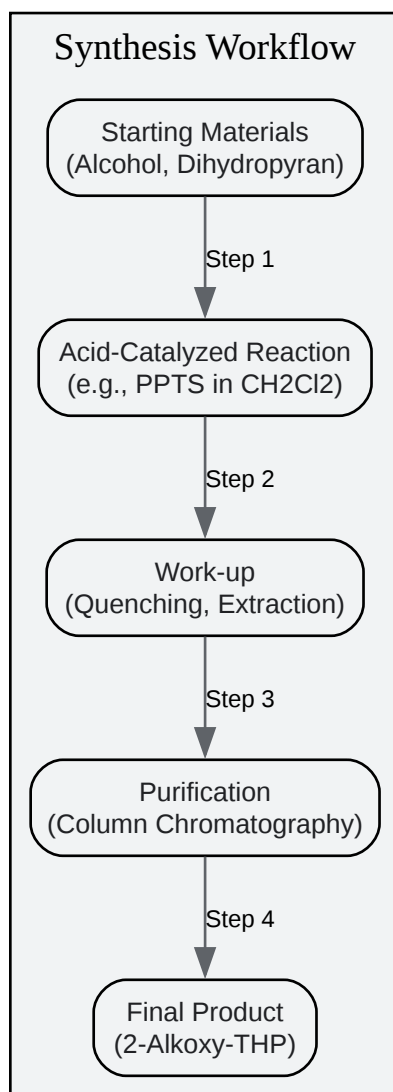 Synthesis Workflow
Starting Materials
(Alcohol, Dihydropyran)
Step 1
Acid-Catalyzed Reaction
(e.g., PPTS in CH2Cl2)
Step 2
Work-up
(Quenching, Extraction)
Step 3
Purification
(Column Chromatography)
Step 4
Final Product
(2-Alkoxy-THP)